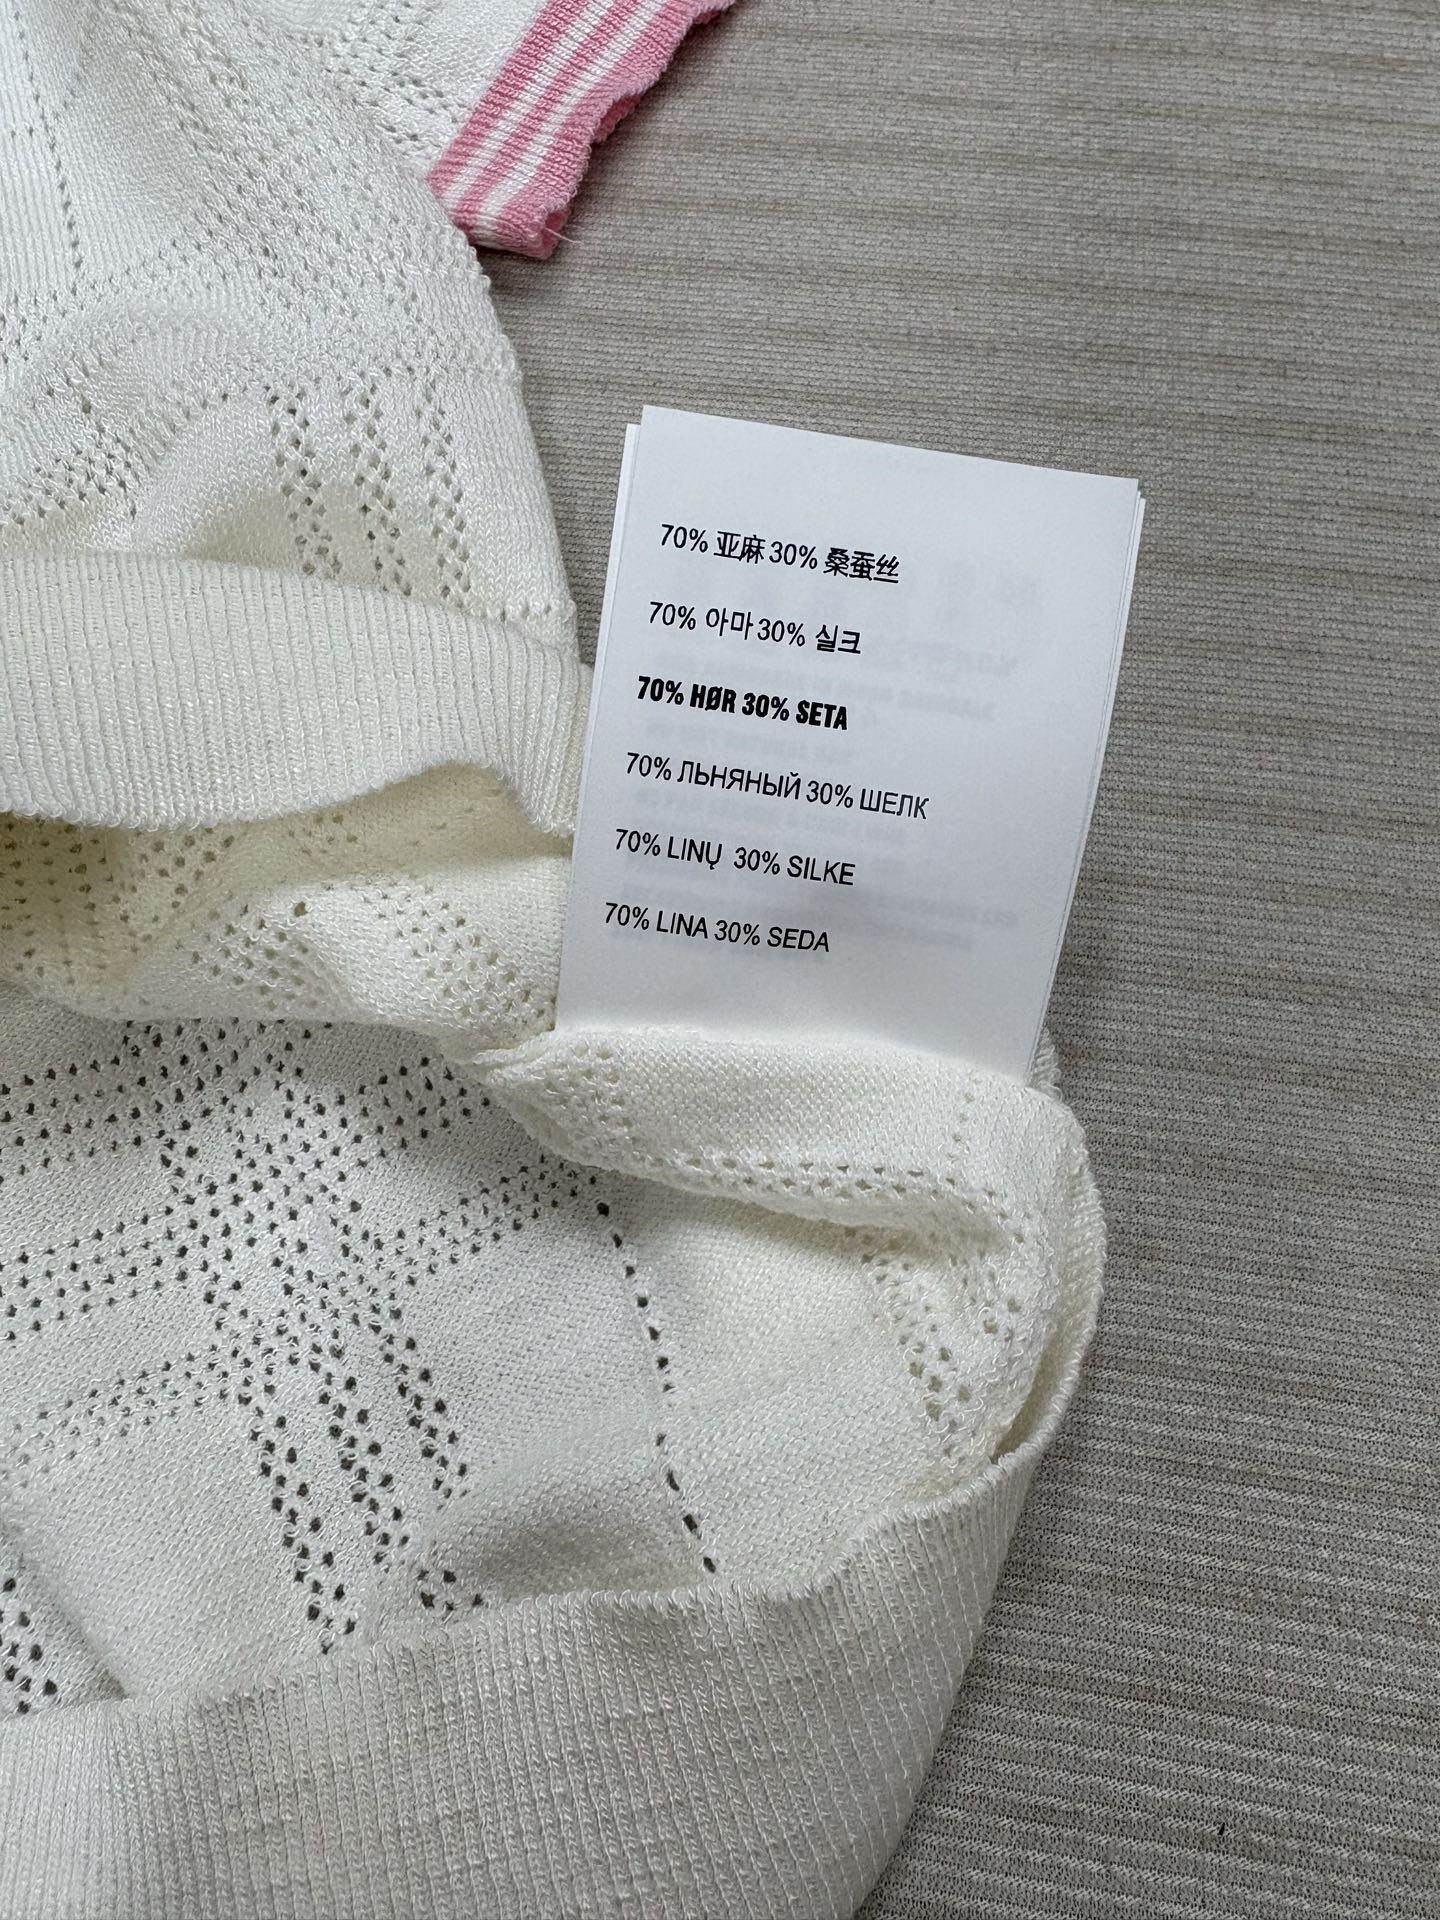 70% 亚麻 30% 桑蚕丝
70% 아마 30% 실크
70% HØR 30% SETA
70% ЛЬНЯНЫЙ 30% ШЕЛК
70% LINŲ 30% SILKE
70% LINA 30% SEDA